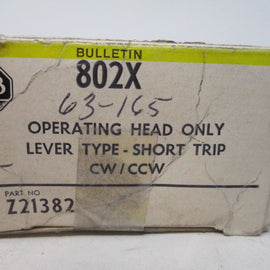 BULLETIN
802X
63-165
OPERATING HEAD ONLY
LEVER TYPE - SHORT TRIP
CW/CCW
PART NO
Z21382